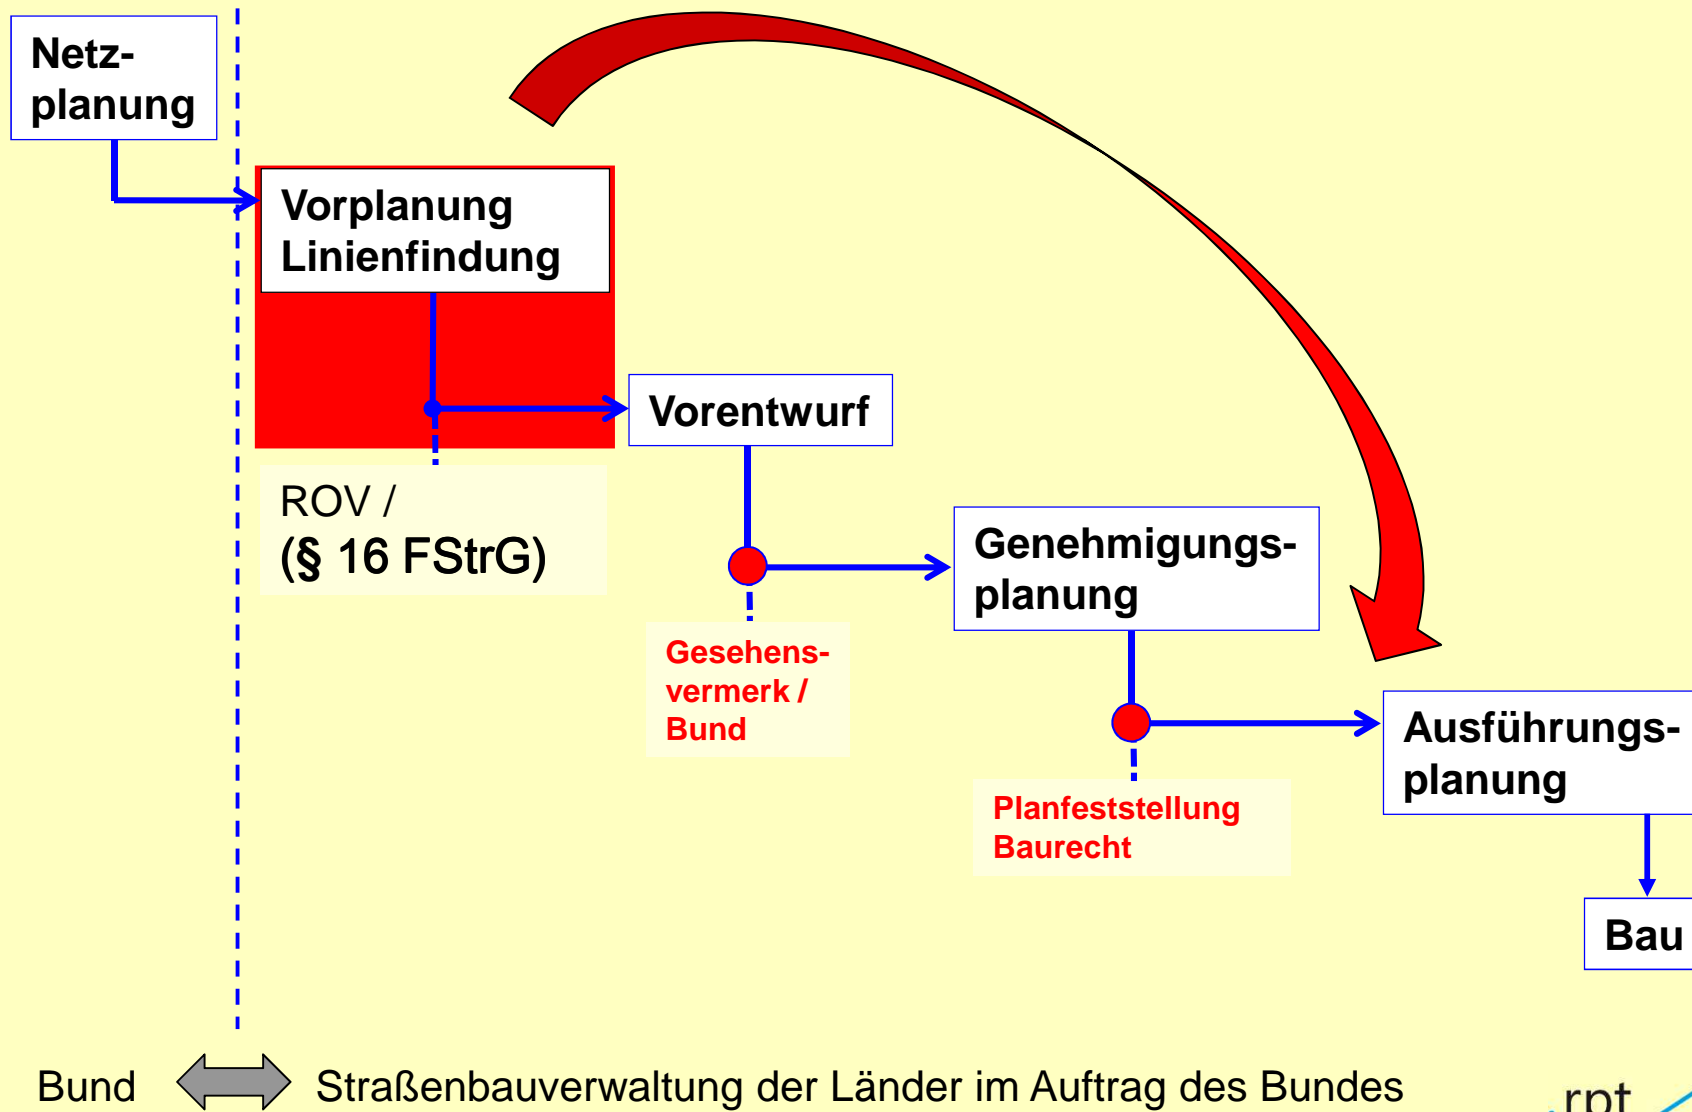 Netz-
planung
Vorplanung
Linienfindung
ROV /
(§ 16 FStrG)
Vorentwurf
Gesehens-
vermerk /
Bund
Genehmigungs-
planung
Planfeststellung
Baurecht
Ausführungs-
planung
Bau
Bund
Straßenbauverwaltung der Länder im Auftrag des Bundes
rpt